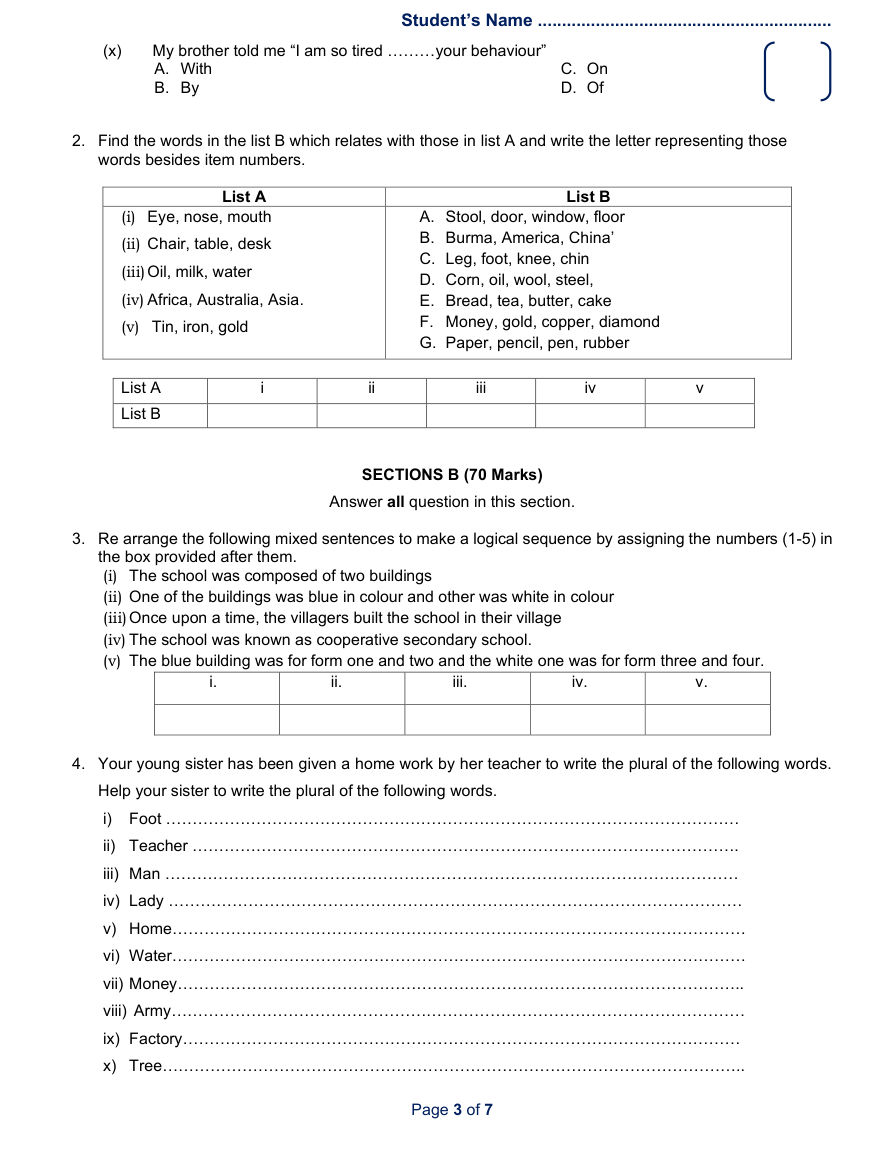 Student's Name ............................................................
(x) My brother told me “I am so tired ………your behaviour”
A. With C. On
B. By D. Of
2. Find the words in the list B which relates with those in list A and write the letter representing those
words besides item numbers.
List A List B
(i) Eye, nose, mouth
(ii) Chair, table, desk
(iii) Oil, milk, water
(iv) Africa, Australia, Asia.
(v) Tin, iron, gold
A. Stool, door, window, floor
B. Burma, America, China’
C. Leg, foot, knee, chin
D. Corn, oil, wool, steel,
E. Bread, tea, butter, cake
F. Money, gold, copper, diamond
G. Paper, pencil, pen, rubber
List A i ii iii iv v
List B
SECTIONS B (70 Marks)
Answer all question in this section.
3. Re arrange the following mixed sentences to make a logical sequence by assigning the numbers (1-5) in
the box provided after them.
(i) The school was composed of two buildings
(ii) One of the buildings was blue in colour and other was white in colour
(iii) Once upon a time, the villagers built the school in their village
(iv) The school was known as cooperative secondary school.
(v) The blue building was for form one and two and the white one was for form three and four.
i. ii. iii. iv. v.
4. Your young sister has been given a home work by her teacher to write the plural of the following words.
Help your sister to write the plural of the following words.
i) Foot …………………………………………………………………………………………
ii) Teacher …………………………………………………………………………………….
iii) Man …………………………………………………………………………………………
iv) Lady …………………………………………………………………………………………
v) Home…………………………………………………………………………………………
vi) Water…………………………………………………………………………………………
vii) Money………………………………………………………………………………………..
viii) Army…………………………………………………………………………………………
ix) Factory………………………………………………………………………………………
x) Tree…………………………………………………………………………………………..
Page 3 of 7